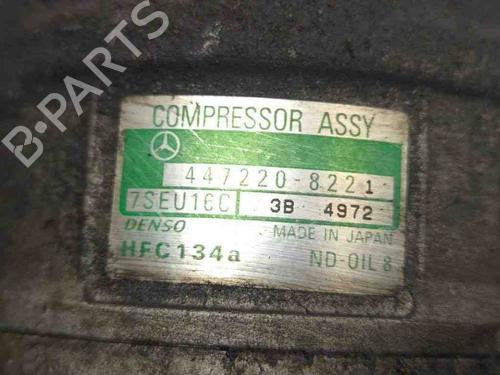 COMPRESSOR ASSY
447220-8221
7SEU16C 3B 4972
DENSO MADE IN JAPAN
HFC134a ND-OIL 8
B-PARTS